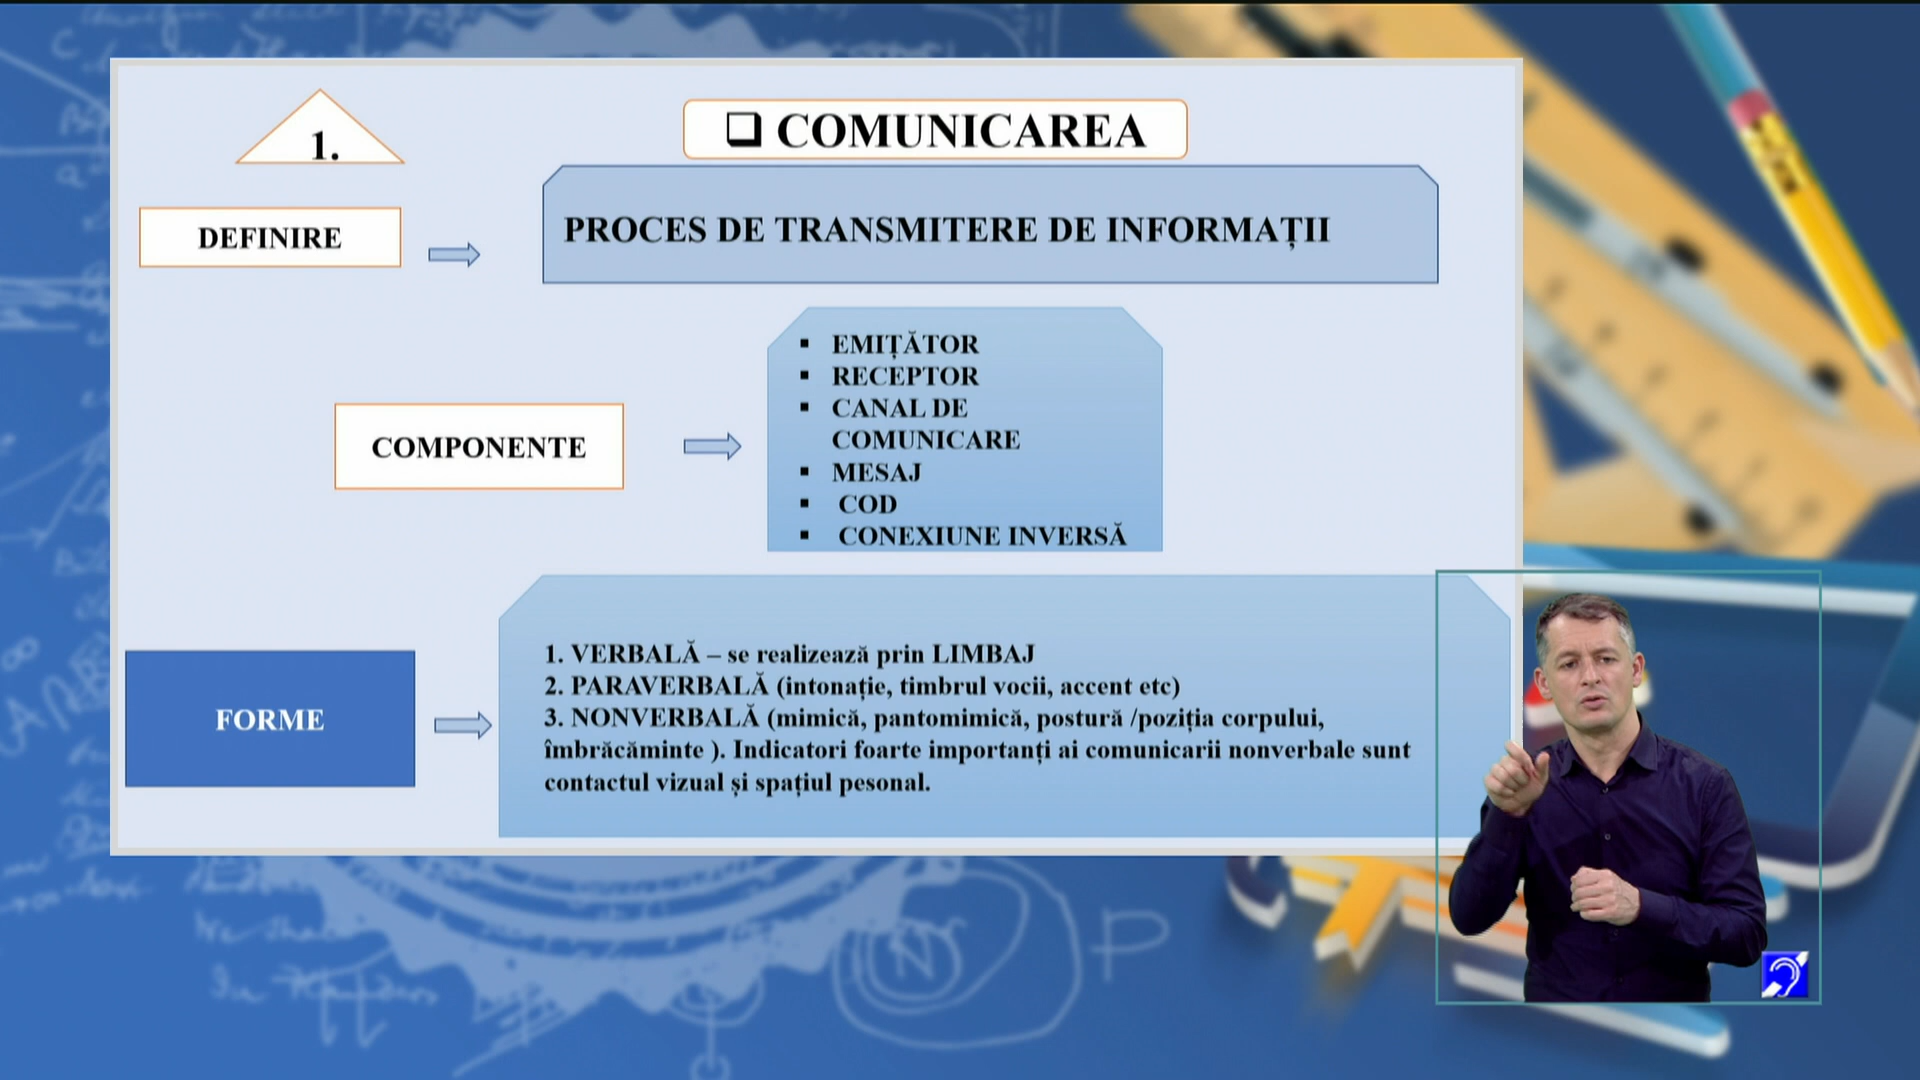 1.
❑ COMUNICAREA
DEFINIRE
PROCES DE TRANSMITERE DE INFORMAȚII
COMPONENTE
▪ EMIȚĂTOR
▪ RECEPTOR
▪ CANAL DE
COMUNICARE
▪ MESAJ
▪ COD
▪ CONEXIUNE INVERSĂ
FORME
1. VERBALĂ – se realizează prin LIMBAJ
2. PARAVERBALĂ (intonație, timbrul vocii, accent etc)
3. NONVERBALĂ (mimică, pantomimică, postură /poziția corpului,
îmbrăcăminte ). Indicatori foarte importanți ai comunicarii nonverbale sunt
contactul vizual și spațiul pesonal.
N
P